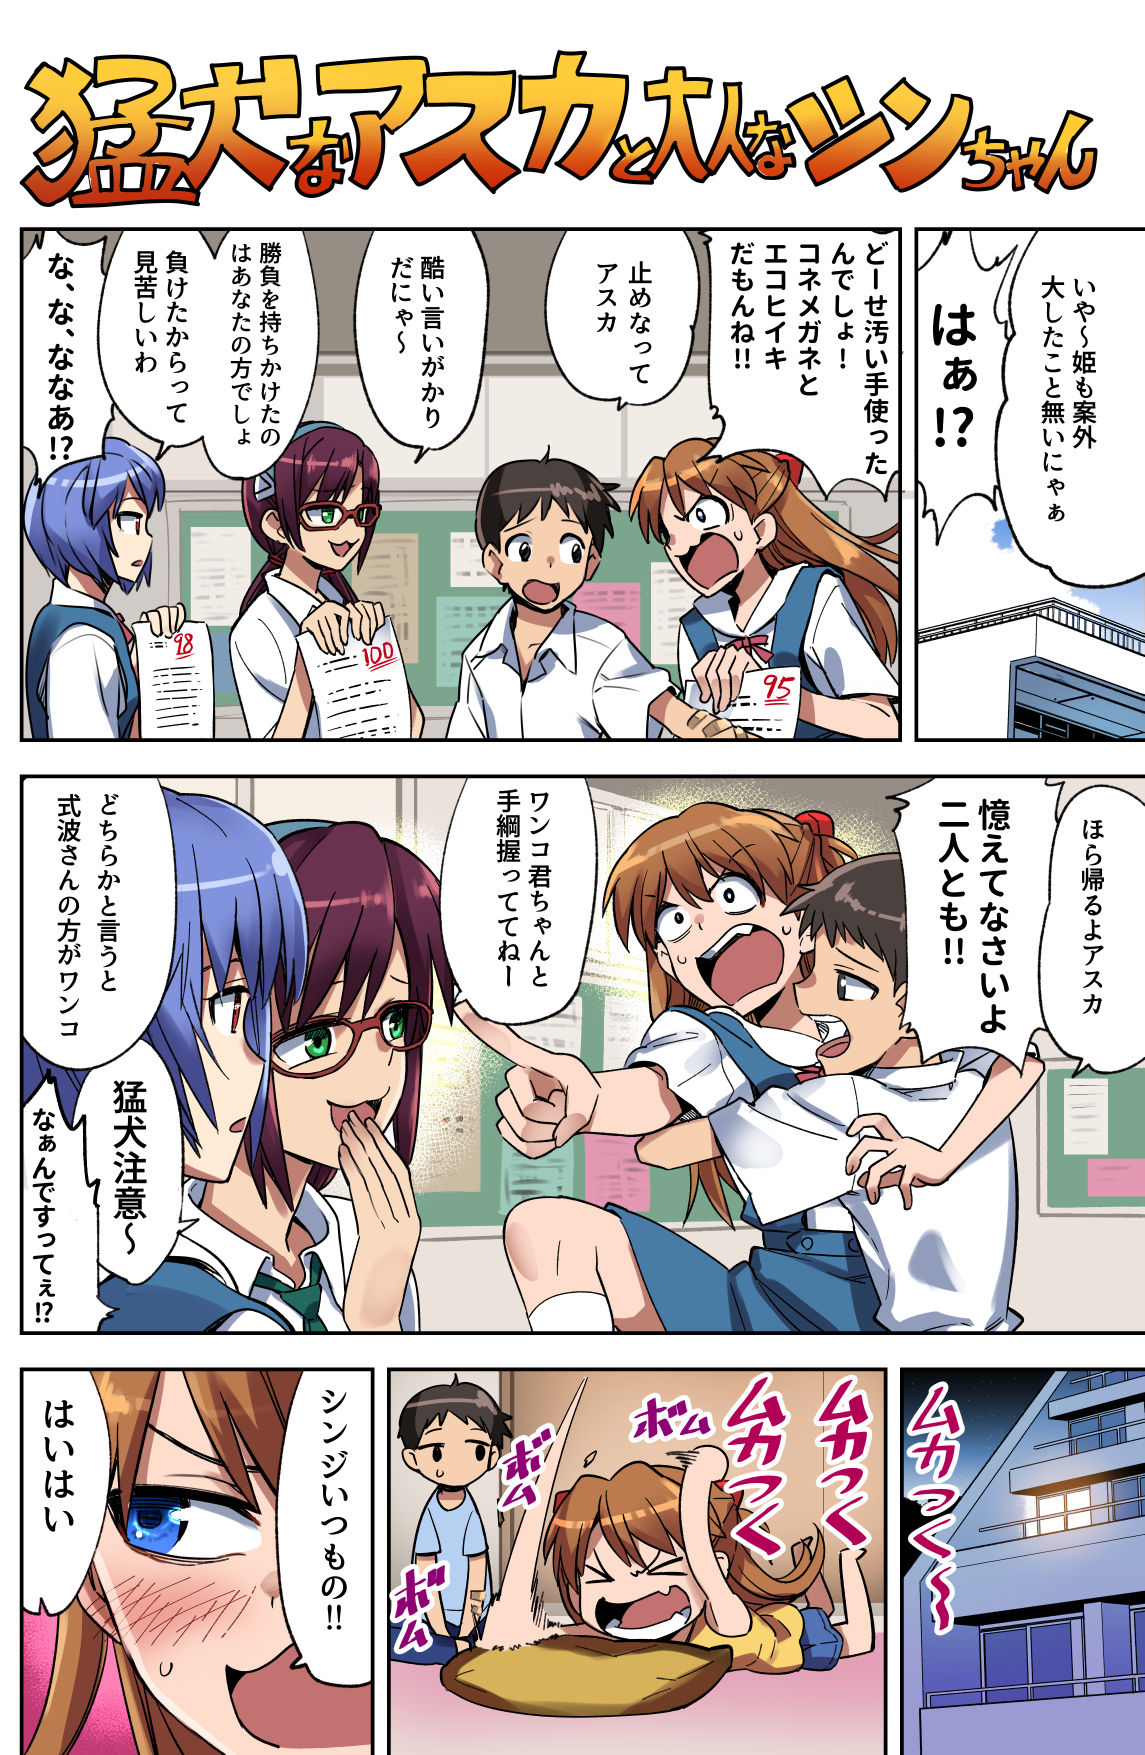 猛犬なアスカと大人なシンちゃん
いや～姫も案外
大したこと無いにゃぁ
はぁ!?
どーせ汚い手使った
んでしょ！
コネメガネと
エコヒイキ
だもんね!!
止めなって
アスカ
酷い言いがかり
だにゃ～
勝負を持ちかけたの
はあなたの方でしょ
負けたからって
見苦しいわ
な、な、ななあ!?
98
100
95
ほら帰るよアスカ
憶えてなさいよ
二人とも!!
ワンコ君ちゃんと
手綱握っててねー
どちらかと言うと
式波さんの方がワンコ
猛犬注意～
なぁんですってぇ!?
ムカつく～
ムカつく
ムカつく
ボム
ボム
ボム
シンジいつもの!!
はいはい